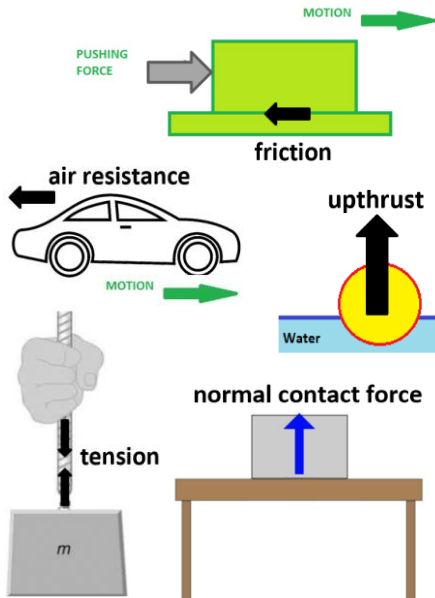 MOTION
PUSHING
FORCE
friction
air resistance
upthrust
MOTION
Water
normal contact force
tension
m